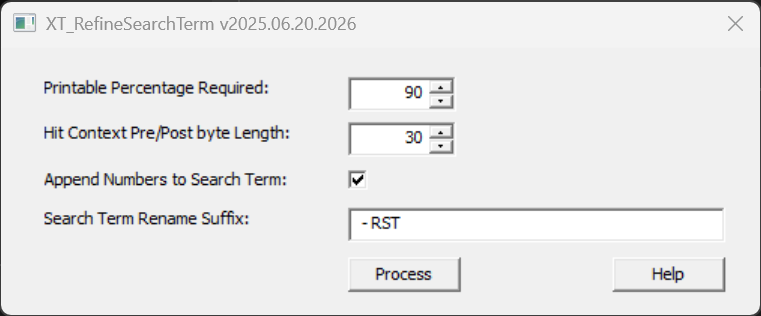 XT_RefineSearchTerm v2025.06.20.2026
Printable Percentage Required: 90
Hit Context Pre/Post byte Length: 30
Append Numbers to Search Term:
Search Term Rename Suffix: - RST
Process Help